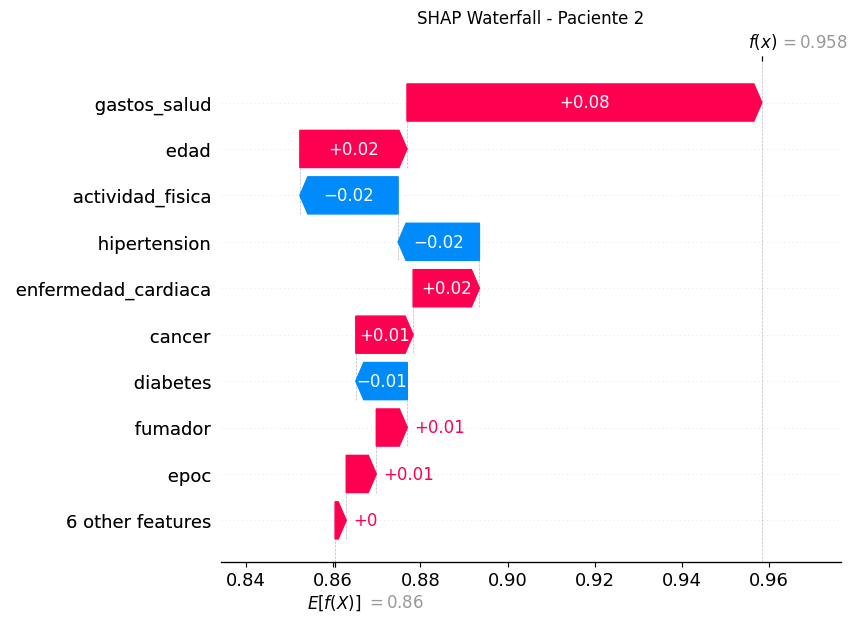 SHAP Waterfall - Paciente 2
f(x) = 0.958
gastos_salud +0.08
edad +0.02
actividad_fisica −0.02
hipertension −0.02
enfermedad_cardiaca +0.02
cancer +0.01
diabetes −0.01
fumador +0.01
epoc +0.01
6 other features +0
0.84 0.86 0.88 0.90 0.92 0.94 0.96
E[f(X)] = 0.86